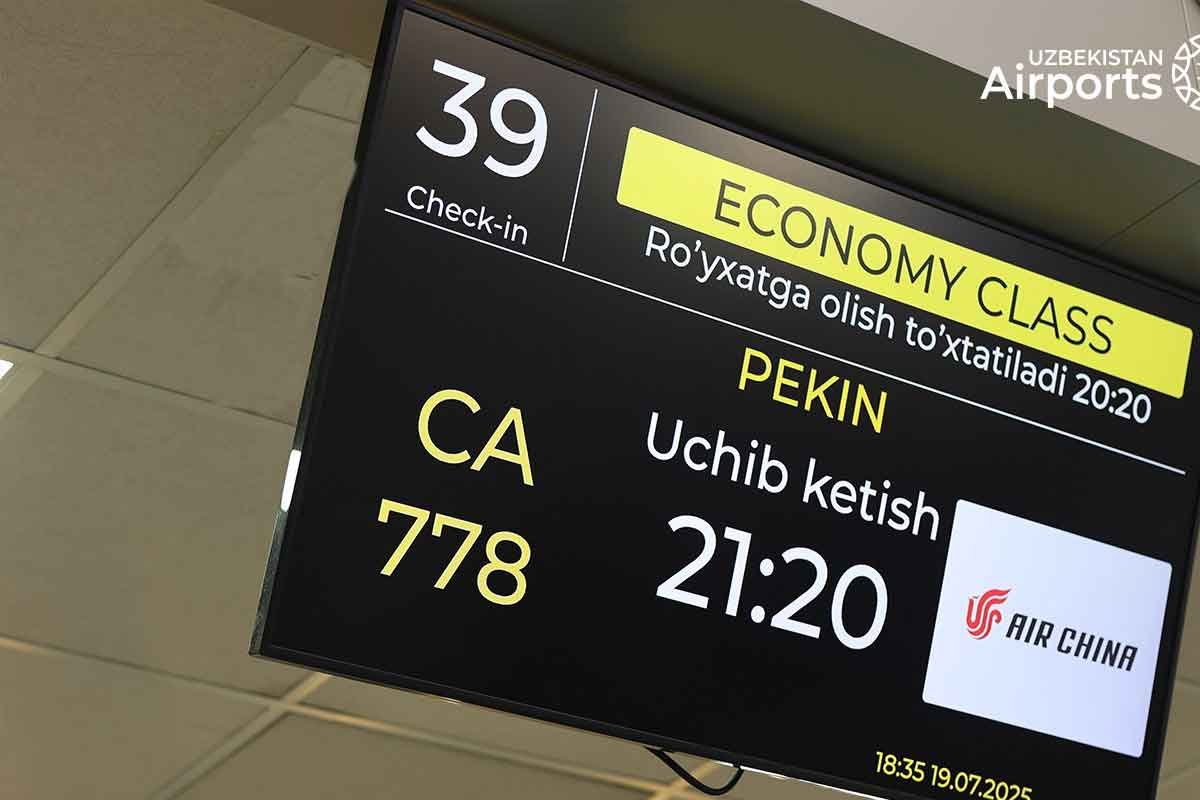 UZBEKISTAN
Airports
39
Check-in
ECONOMY CLASS
Ro'yxatga olish to'xtatiladi 20:20
PEKIN
CA
778
Uchib ketish
21:20
AIR CHINA
18:35 19.07.2025